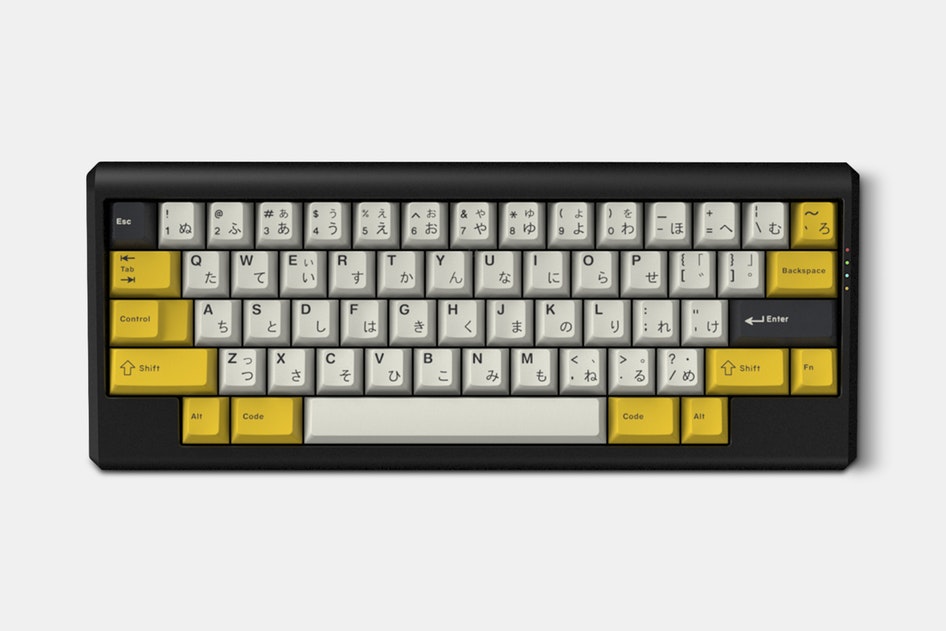 Esc ! 1 ぬ @ 2 ふ # あ 3 あ $ う 4 う % え 5 え ^ お 6 お & や 7 や * ゆ 8 ゆ ( よ 9 よ ) を 0 わ _ - ほ + = へ ¦ \ む ~ ` ろ
Tab Q た W て E ぃ い R す T か Y ん U な I に O ら P せ { 「 [ ゛ } 」 ] ゜ Backspace
Control A ち S と D し F は G き H く J ま K の L り : ; れ " ' け Enter
Shift Z っ つ X さ C そ V ひ B こ N み M も < 、 , ね > 。 . る ? ・ / め Shift Fn
Alt Code Code Alt